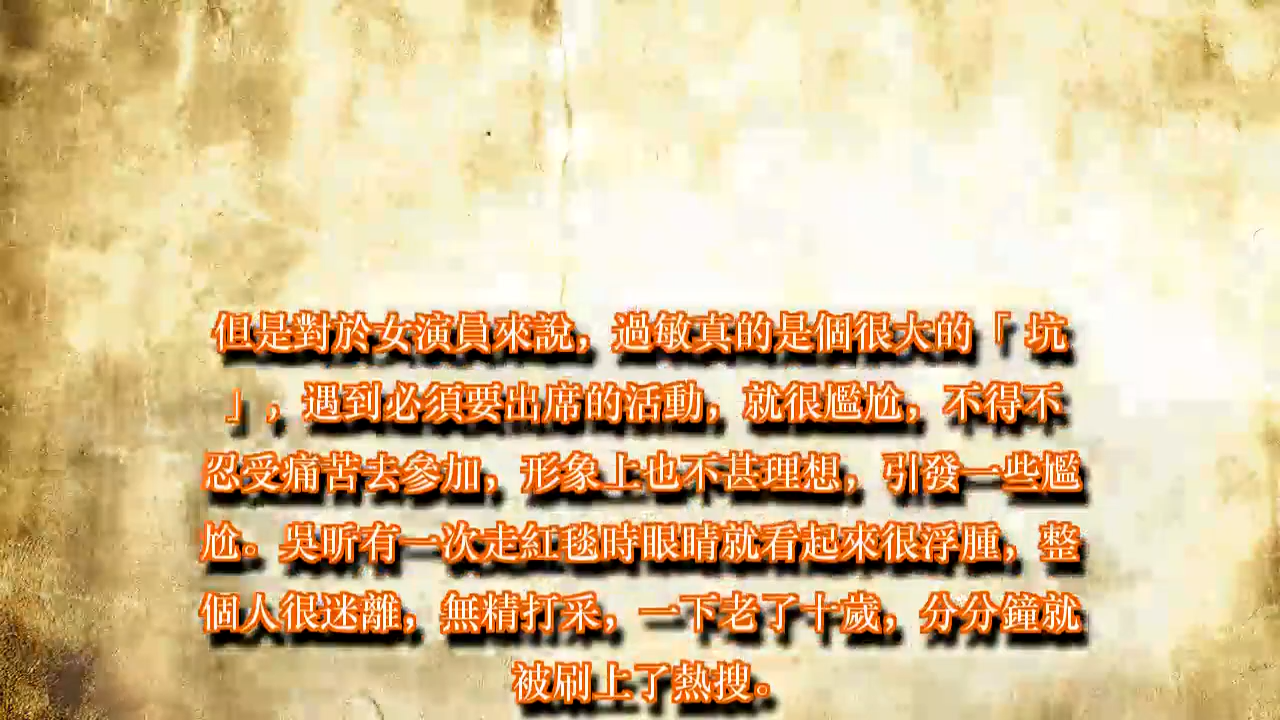 但是對於女演員來說，過敏真的是個很大的「 坑
」，遇到必須要出席的活動，就很尷尬，不得不
忍受痛苦去參加，形象上也不甚理想，引發一些尷
尬。吳昕有一次走紅毯時眼睛就看起來很浮腫，整
個人很迷離，無精打采，一下老了十歲，分分鐘就
被刷上了熱搜。